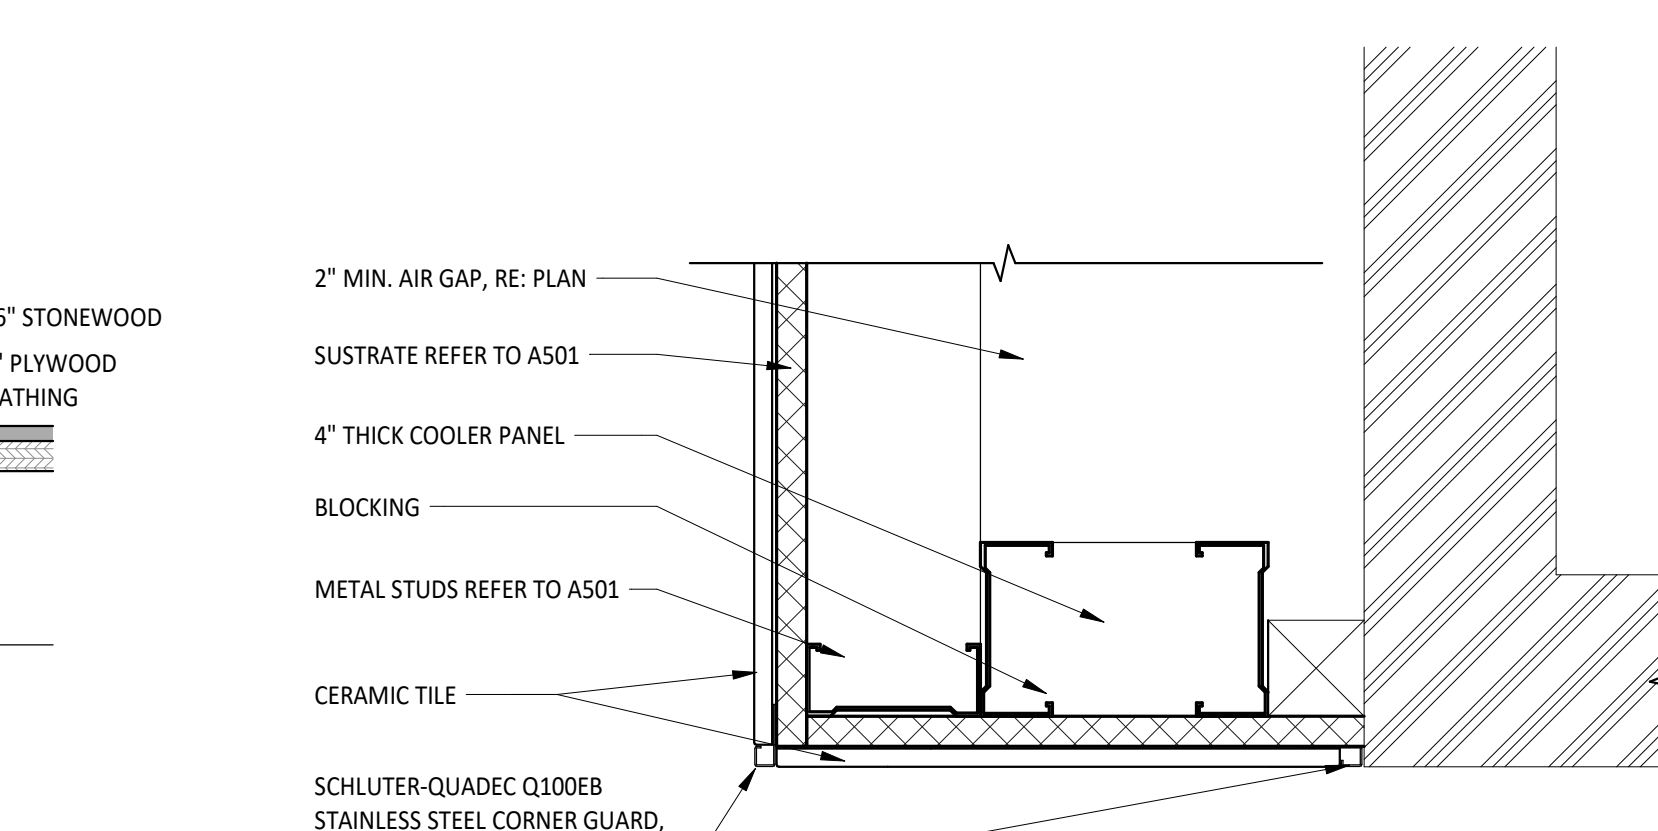 6" STONEWOOD
" PLYWOOD
ATHING
2" MIN. AIR GAP, RE: PLAN
SUSTRATE REFER TO A501
4" THICK COOLER PANEL
BLOCKING
METAL STUDS REFER TO A501
CERAMIC TILE
SCHLUTER-QUADEC Q100EB
STAINLESS STEEL CORNER GUARD,